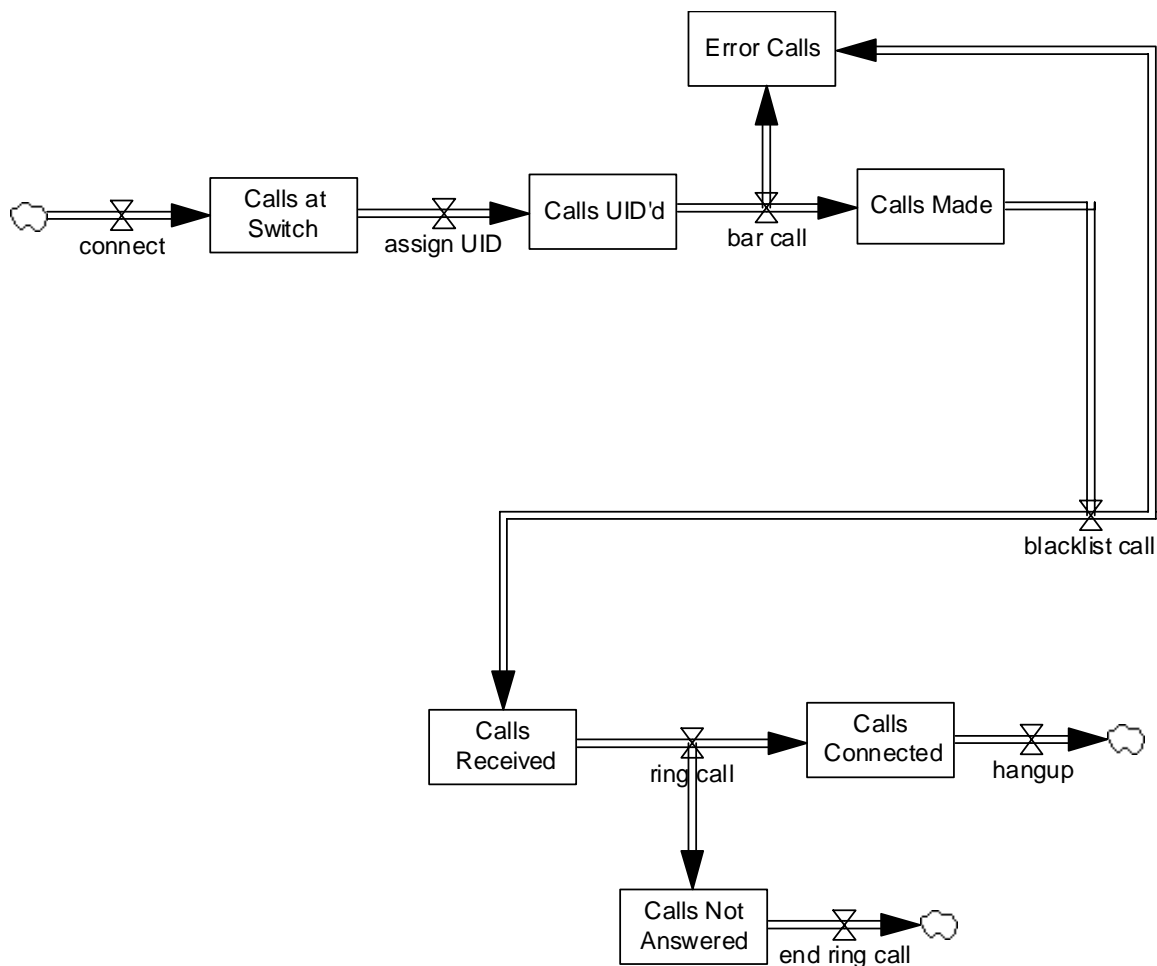 Error Calls
Calls at
Switch
Calls UID'd
Calls Made
connect
assign UID
bar call
blacklist call
Calls
Received
ring call
Calls
Connected
hangup
Calls Not
Answered
end ring call